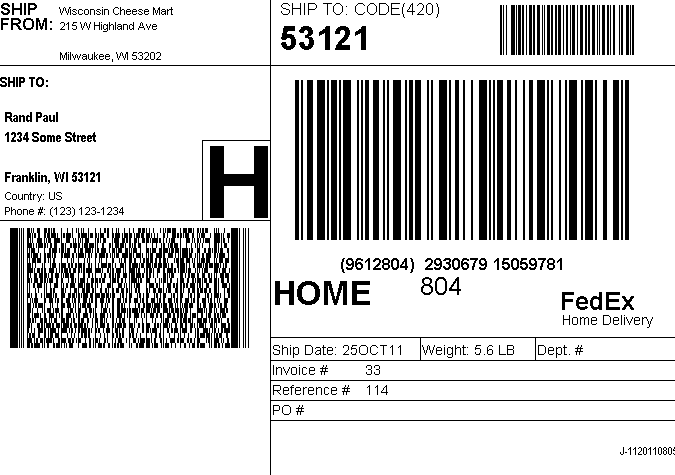 SHIP FROM:
Wisconsin Cheese Mart
215 W Highland Ave
Milwaukee, WI 53202
SHIP TO: CODE(420)
53121
SHIP TO:
Rand Paul
1234 Some Street
Franklin, WI 53121
Country: US
Phone #: (123) 123-1234
H
(9612804) 2930679 15059781
HOME 804
FedEx
Home Delivery
Ship Date: 25OCT11 Weight: 5.6 LB Dept. #
Invoice # 33
Reference # 114
PO #
J-1120110805